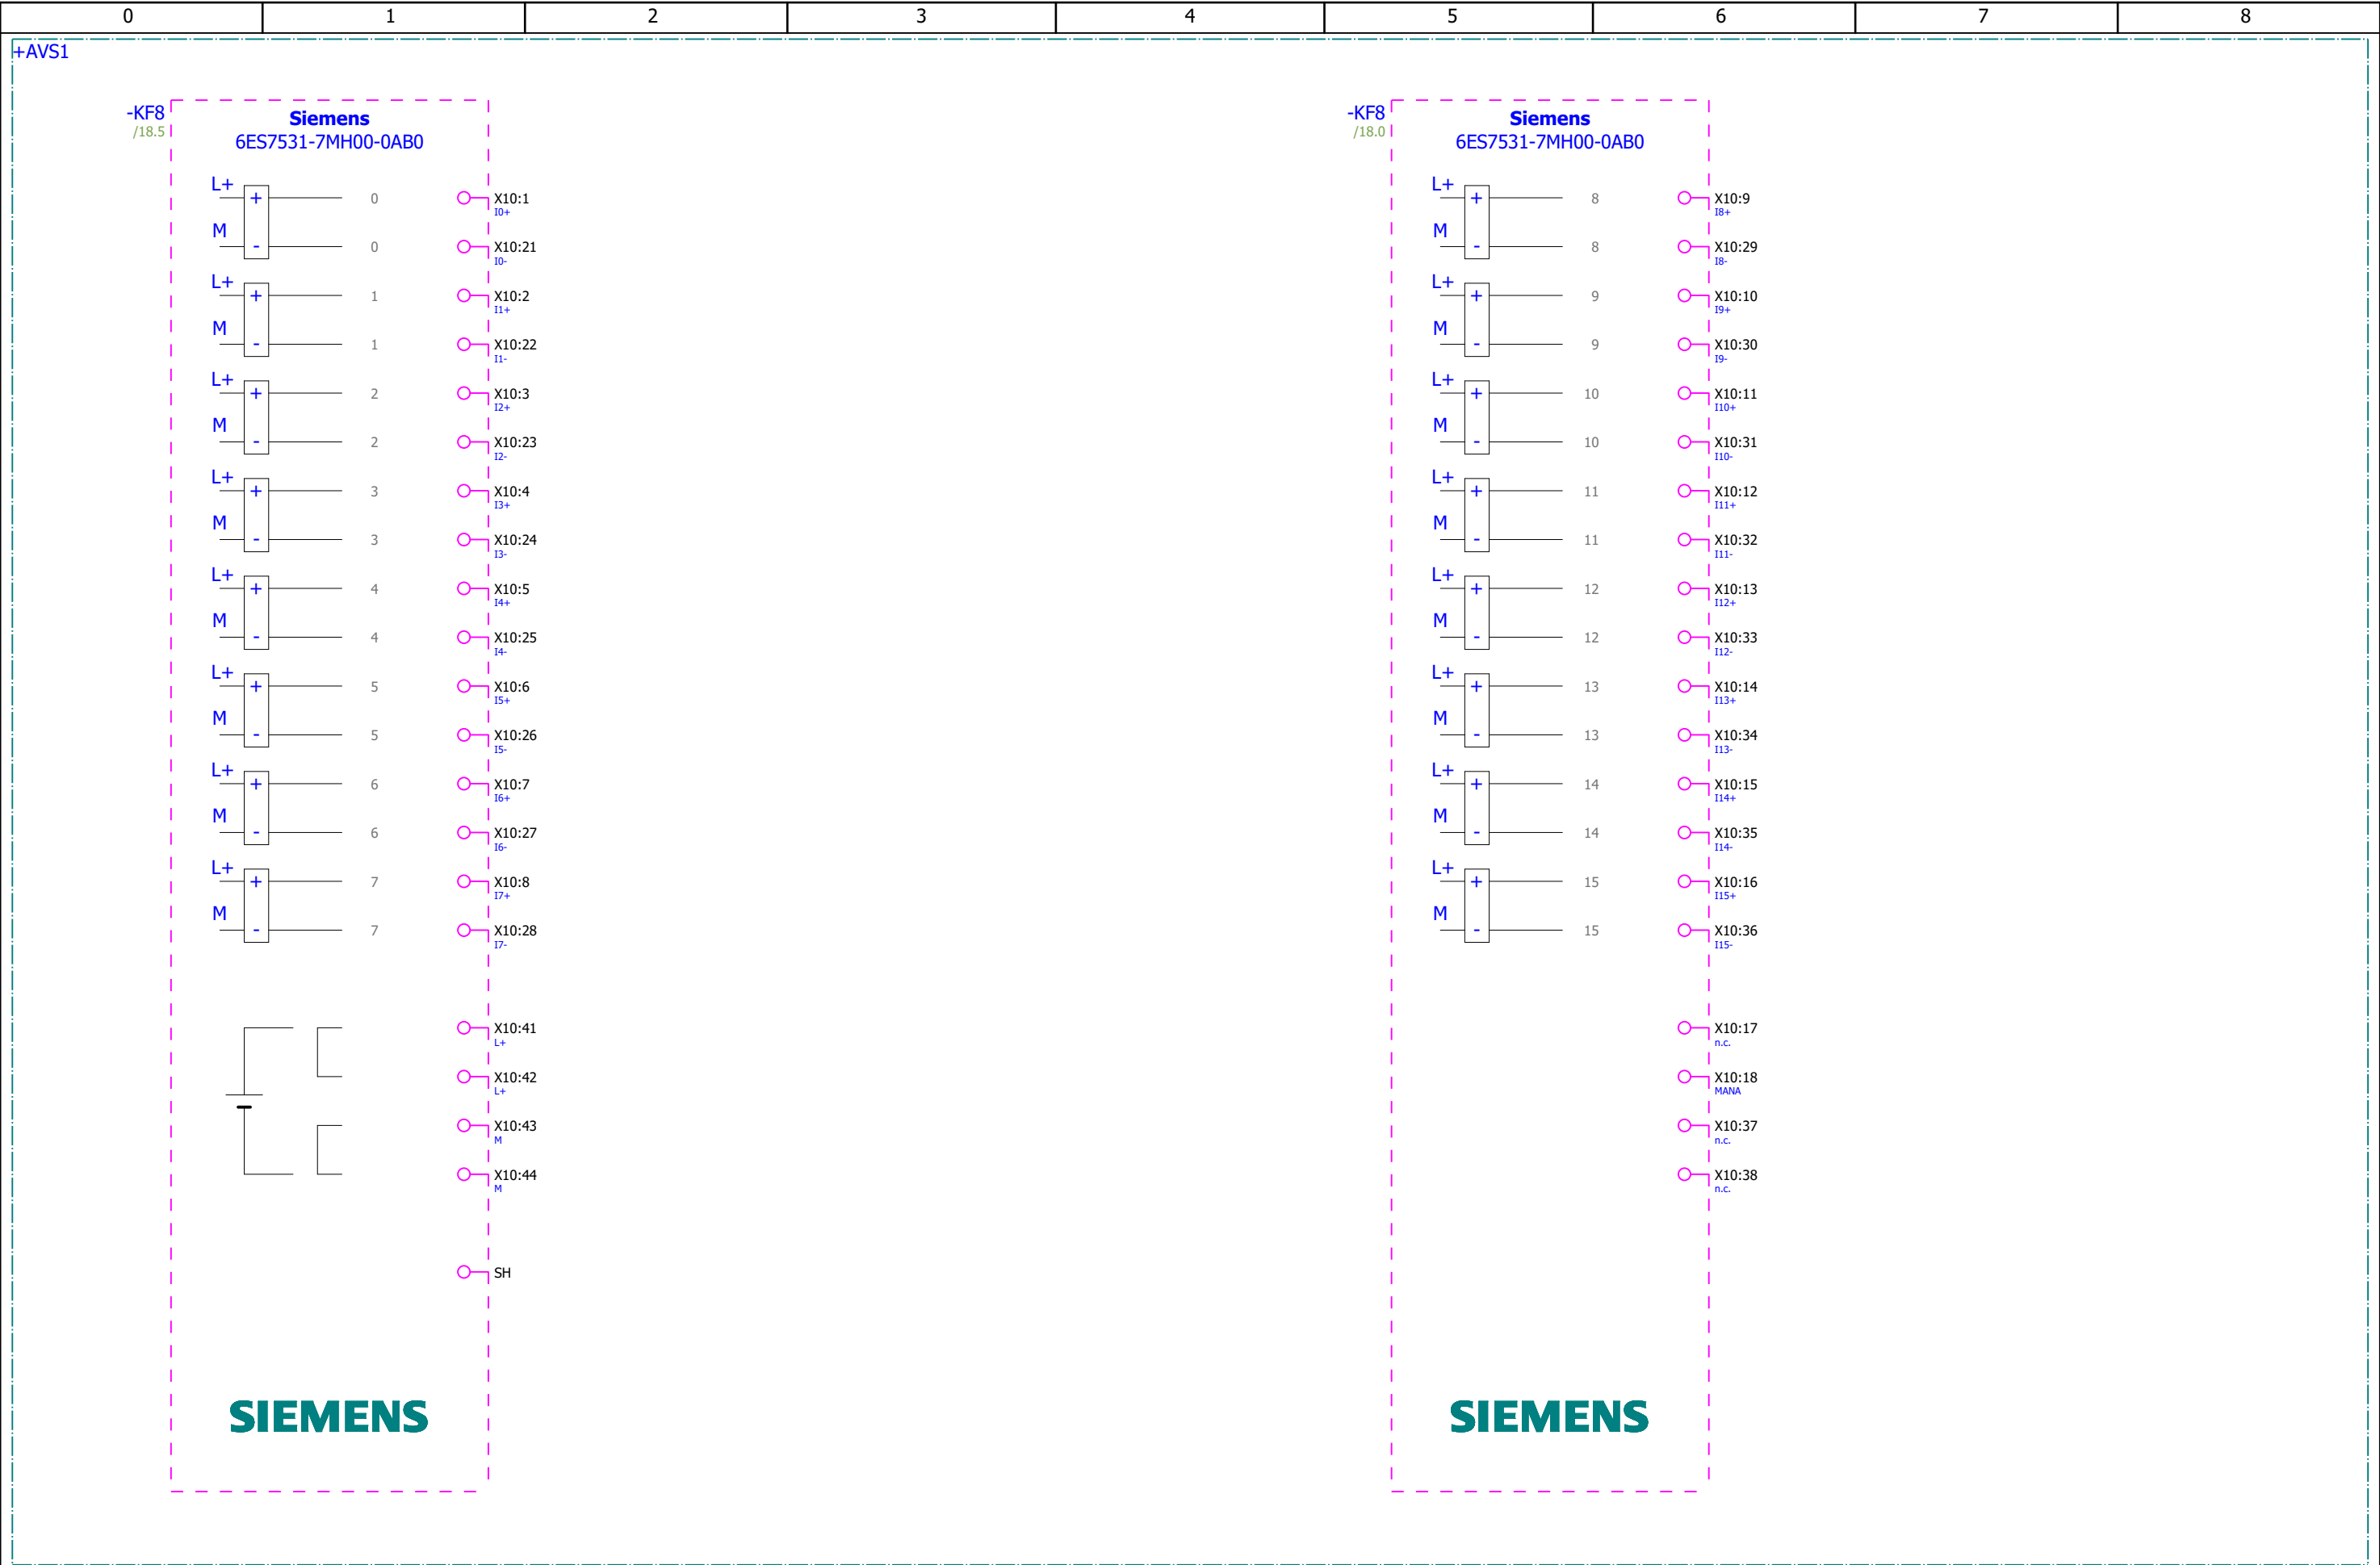 0 1 2 3 4 5 6 7 8
+AVS1
-KF8
/18.5
Siemens
6ES7531-7MH00-0AB0
L+ + 0 X10:1
I0+
M - 0 X10:21
I0-
L+ + 1 X10:2
I1+
M - 1 X10:22
I1-
L+ + 2 X10:3
I2+
M - 2 X10:23
I2-
L+ + 3 X10:4
I3+
M - 3 X10:24
I3-
L+ + 4 X10:5
I4+
M - 4 X10:25
I4-
L+ + 5 X10:6
I5+
M - 5 X10:26
I5-
L+ + 6 X10:7
I6+
M - 6 X10:27
I6-
L+ + 7 X10:8
I7+
M - 7 X10:28
I7-
X10:41
L+
X10:42
L+
X10:43
M
X10:44
M
SH
SIEMENS
-KF8
/18.0
Siemens
6ES7531-7MH00-0AB0
L+ + 8 X10:9
I8+
M - 8 X10:29
I8-
L+ + 9 X10:10
I9+
M - 9 X10:30
I9-
L+ + 10 X10:11
I10+
M - 10 X10:31
I10-
L+ + 11 X10:12
I11+
M - 11 X10:32
I11-
L+ + 12 X10:13
I12+
M - 12 X10:33
I12-
L+ + 13 X10:14
I13+
M - 13 X10:34
I13-
L+ + 14 X10:15
I14+
M - 14 X10:35
I14-
L+ + 15 X10:16
I15+
M - 15 X10:36
I15-
X10:17
n.c.
X10:18
MANA
X10:37
n.c.
X10:38
n.c.
SIEMENS